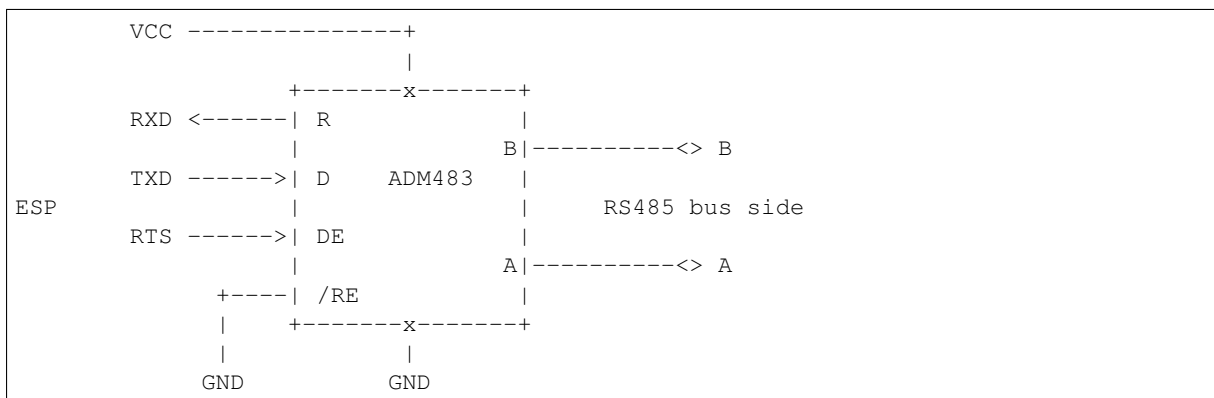 VCC ---------------+
|
+-------x-------+
RXD <------| R |
| B|----------<> B
TXD ------>| D ADM483 |
ESP | | RS485 bus side
RTS ------>| DE |
| A|----------<> A
+----| /RE |
| +-------x-------+
| |
GND GND